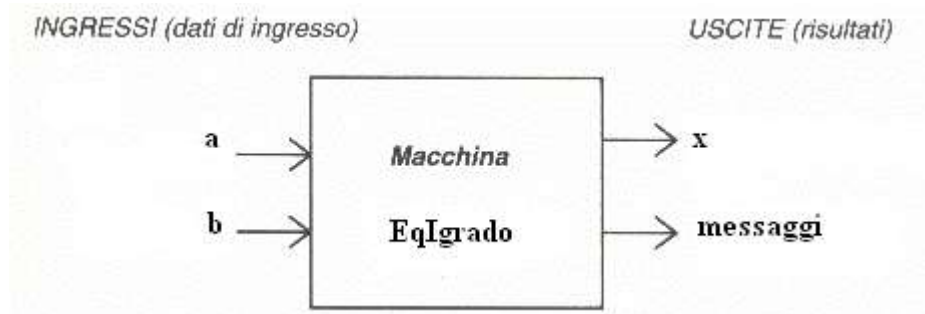 INGRESSI (dati di ingresso) USCITE (risultati)
a Macchina x
b EqIgrado messaggi